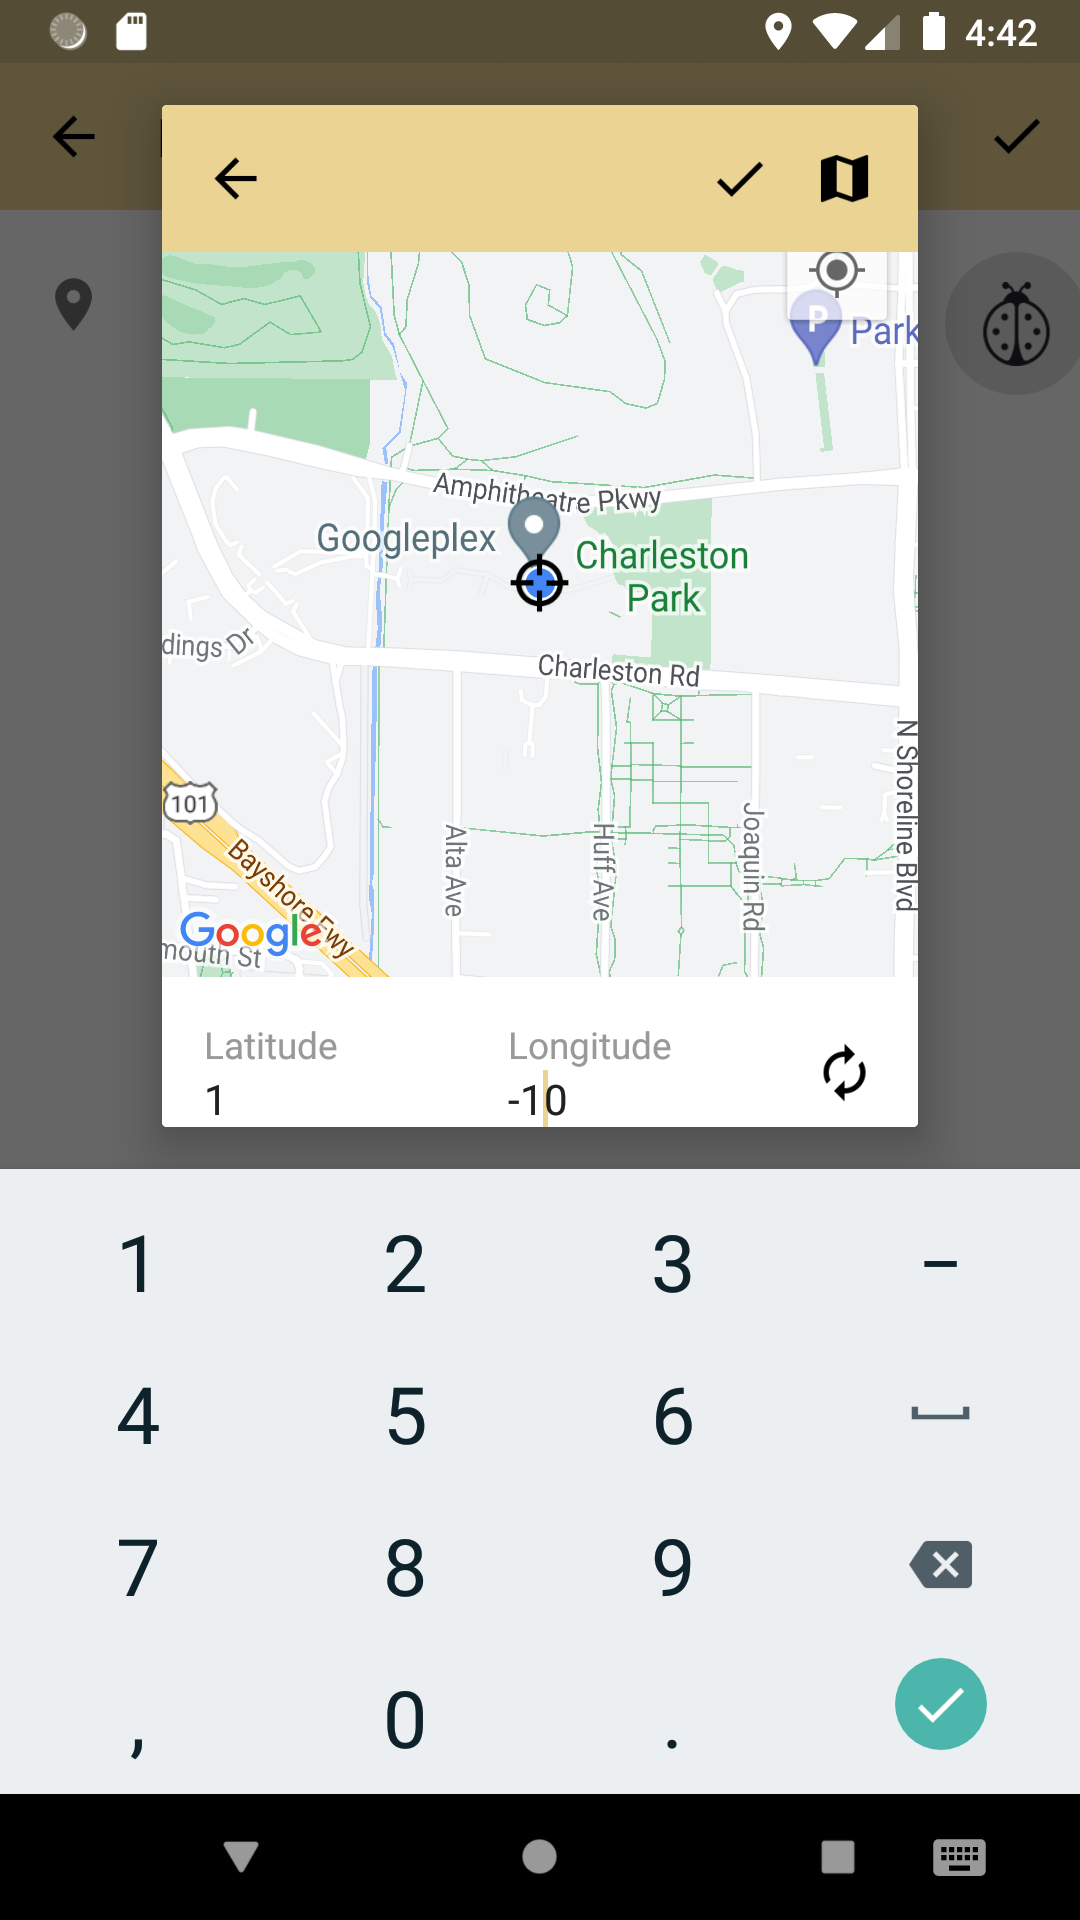 4:42
P
Park
Amphitheatre Pkwy
Googleplex
Charleston
Park
dings Dr
Charleston Rd
N Shoreline Blvd
101
Alta Ave
Huff Ave
Joaquin Rd
Bayshore Fwy
Google
mouth St
Latitude
Longitude
1
-10
1 2 3 –
4 5 6
7 8 9
, 0 .